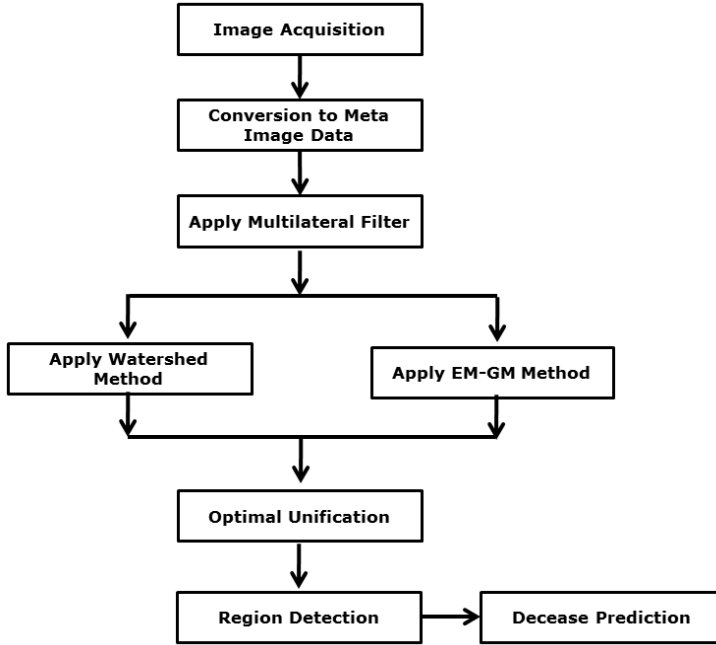 Image Acquisition
Conversion to Meta
Image Data
Apply Multilateral Filter
Apply Watershed
Method
Apply EM-GM Method
Optimal Unification
Region Detection
Decease Prediction